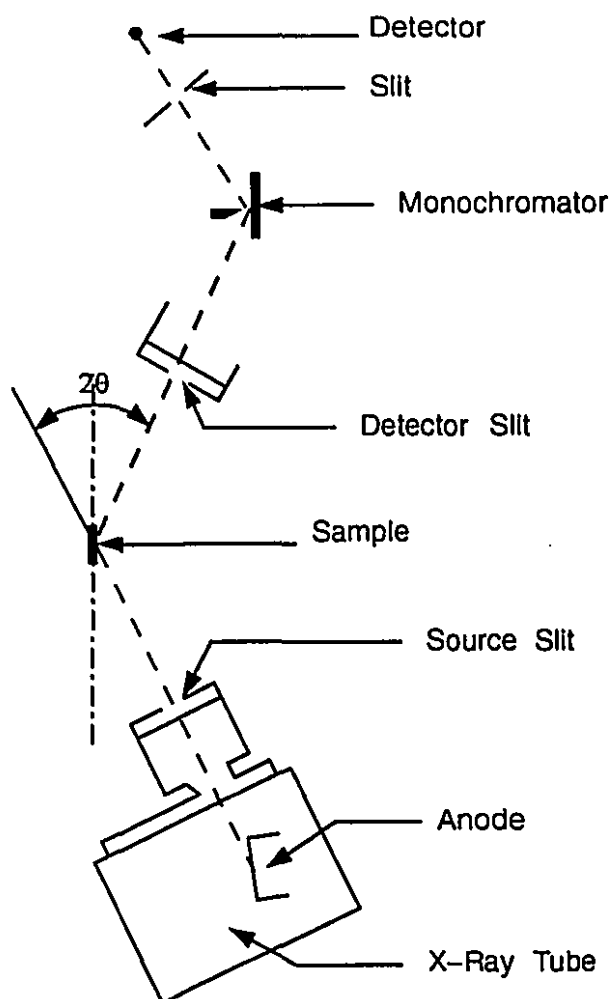 Detector
Slit
Monochromator
2θ
Detector Slit
Sample
Source Slit
Anode
X-Ray Tube